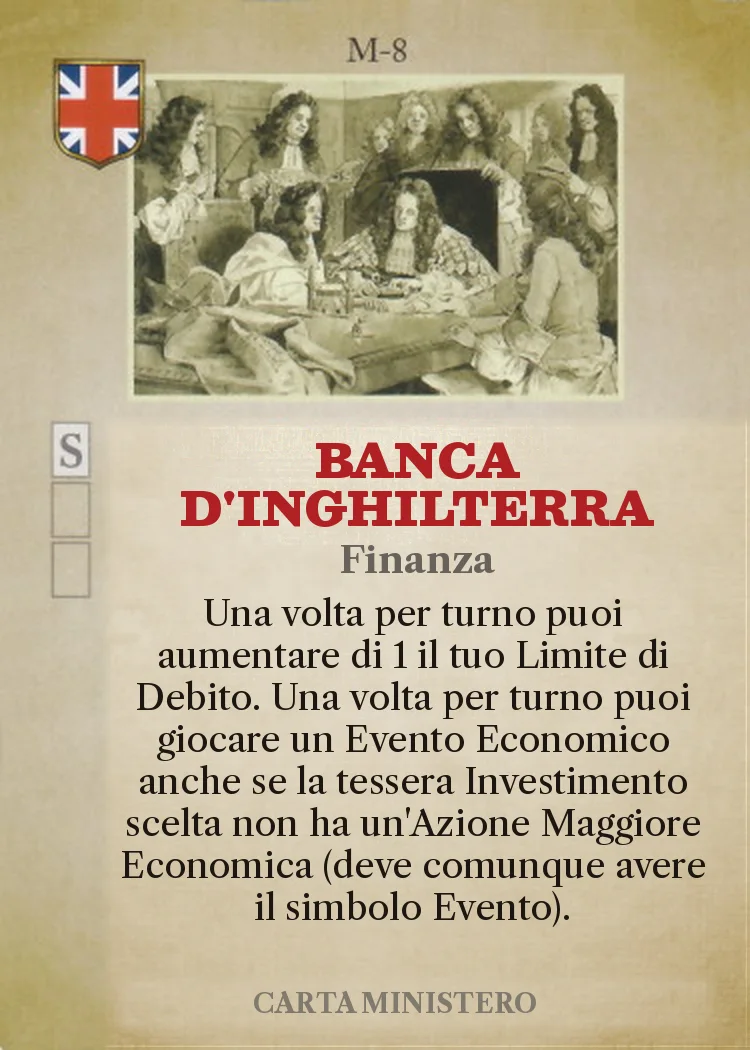 M-8
S
BANCA
D'INGHILTERRA
Finanza
Una volta per turno puoi
aumentare di 1 il tuo Limite di
Debito. Una volta per turno puoi
giocare un Evento Economico
anche se la tessera Investimento
scelta non ha un'Azione Maggiore
Economica (deve comunque avere
il simbolo Evento).
CARTA MINISTERO